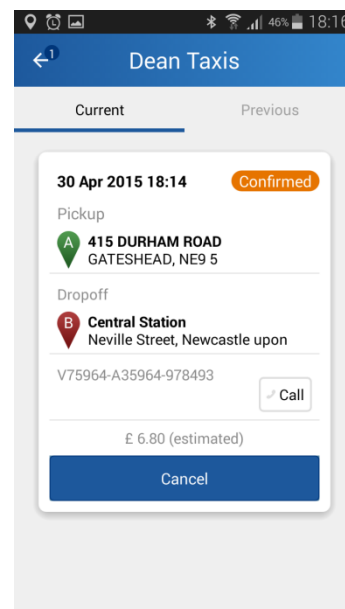 46% 18:16
1 Dean Taxis
Current Previous
30 Apr 2015 18:14 Confirmed
Pickup
A 415 DURHAM ROAD
GATESHEAD, NE9 5
Dropoff
B Central Station
Neville Street, Newcastle upon
V75964-A35964-978493
Call
£ 6.80 (estimated)
Cancel